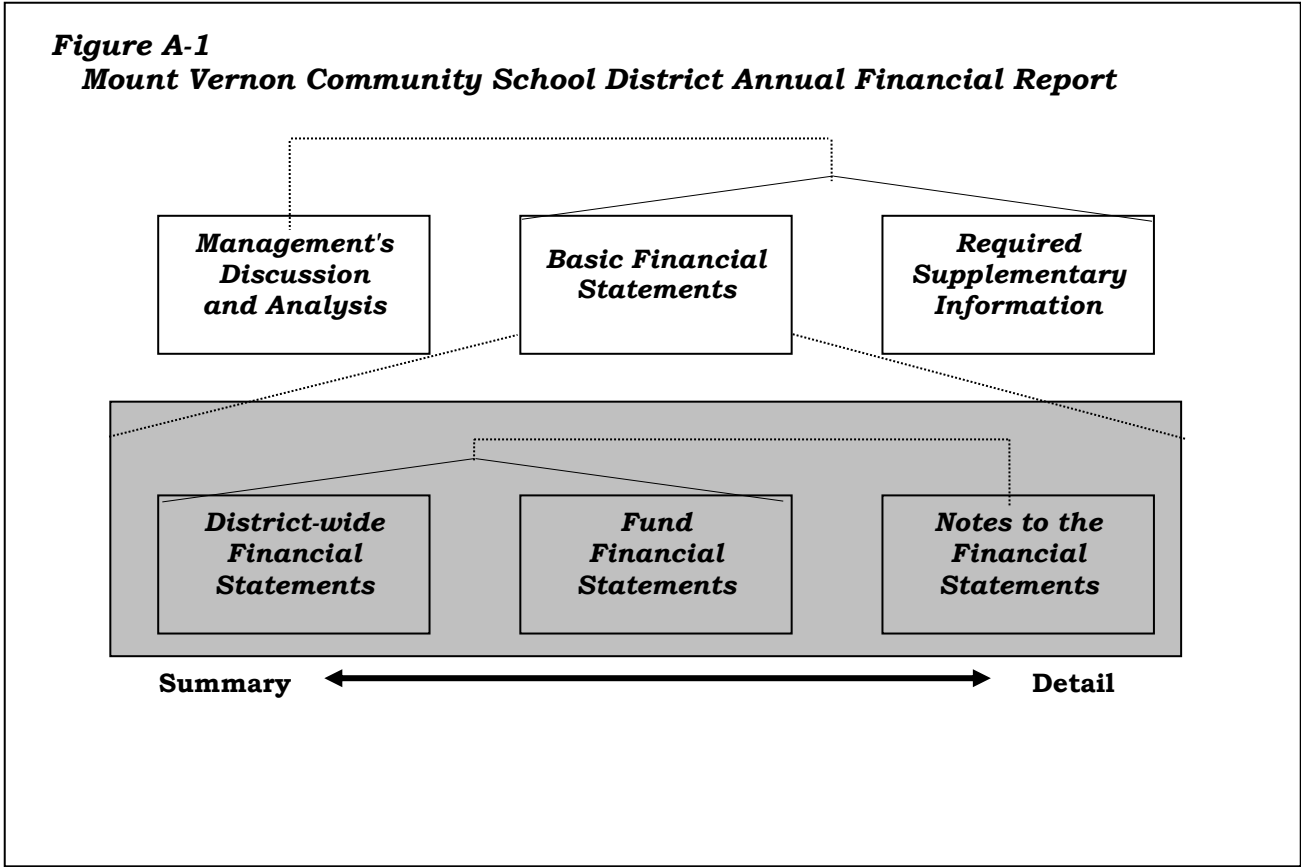 Figure A-1
Mount Vernon Community School District Annual Financial Report
Management's
Discussion
and Analysis
Basic Financial
Statements
Required
Supplementary
Information
District-wide
Financial
Statements
Fund
Financial
Statements
Notes to the
Financial
Statements
Summary
Detail